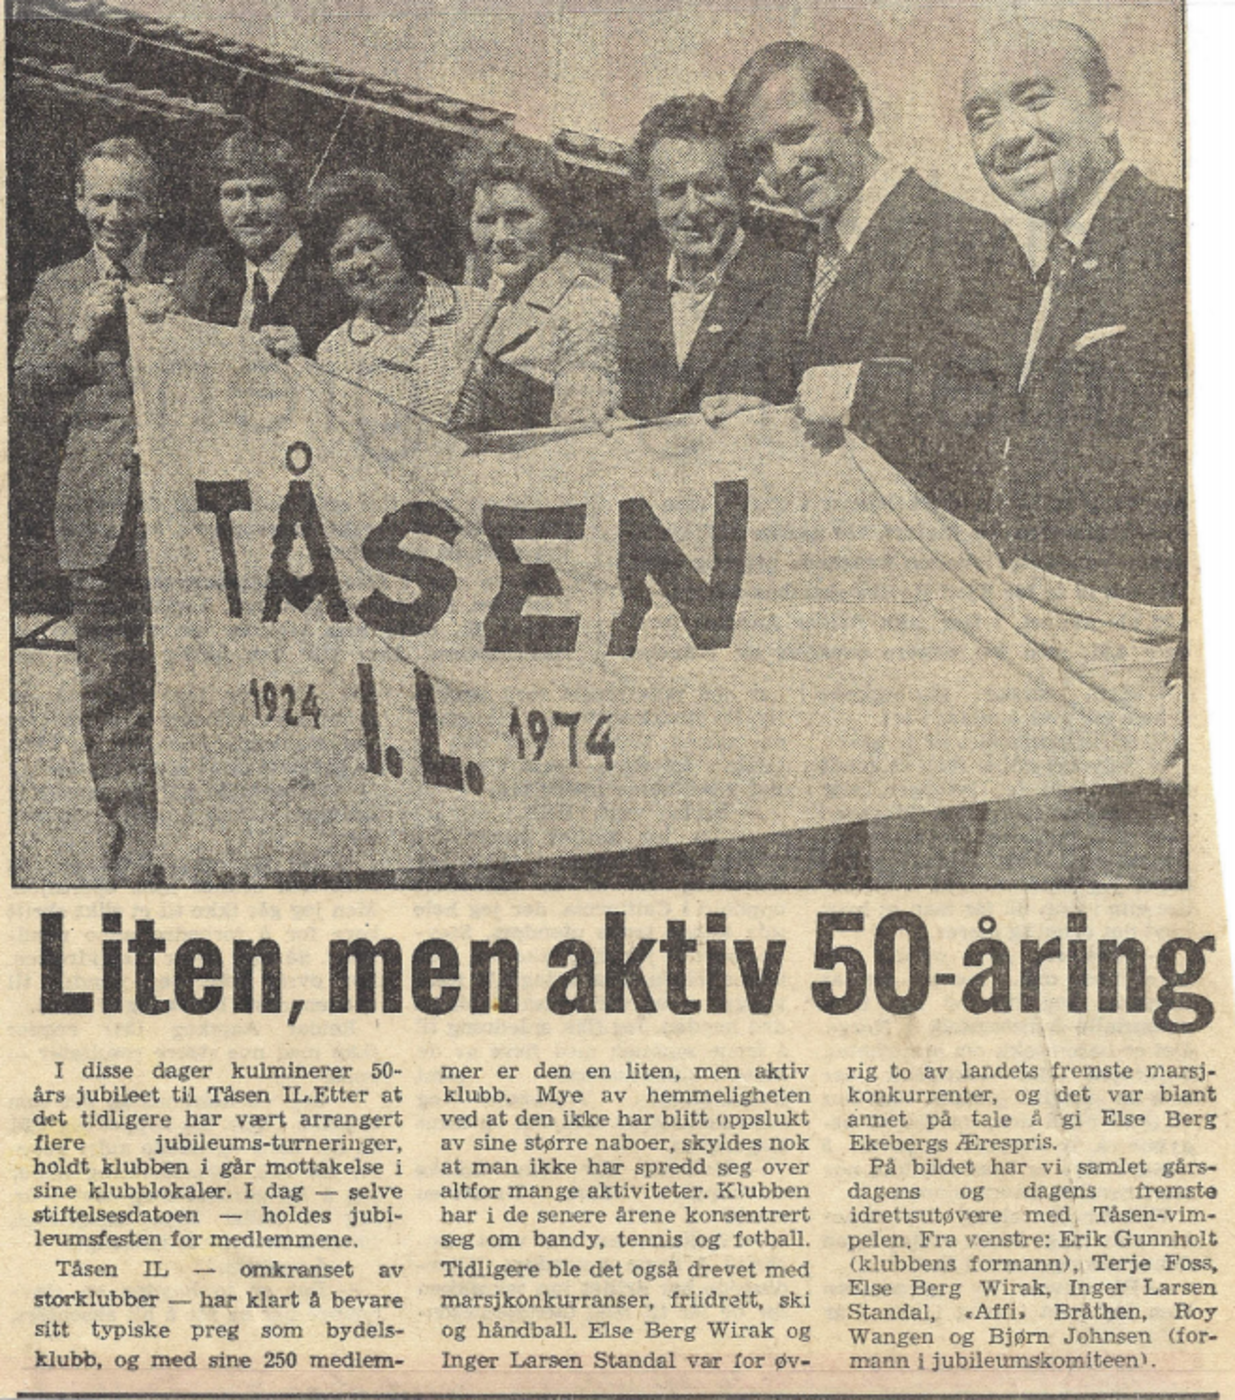 TÅSEN
1924 I.L. 1974
Liten, men aktiv 50-åring
I disse dager kulminerer 50-
års jubileet til Tåsen IL.Etter at
det tidligere har vært arrangert
flere jubileums-turneringer,
holdt klubben i går mottakelse i
sine klubblokaler. I dag — selve
stiftelsesdatoen — holdes jubi-
leumsfesten for medlemmene.
Tåsen IL — omkranset av
storklubber — har klart å bevare
sitt typiske preg som bydels-
klubb, og med sine 250 medlem-
mer er den en liten, men aktiv
klubb. Mye av hemmeligheten
ved at den ikke har blitt oppslukt
av sine større naboer, skyldes nok
at man ikke har spredd seg over
altfor mange aktiviteter. Klubben
har i de senere årene konsentrert
seg om bandy, tennis og fotball.
Tidligere ble det også drevet med
marsjkonkurranser, friidrett, ski
og håndball. Else Berg Wirak og
Inger Larsen Standal var for øv-
rig to av landets fremste marsj-
konkurrenter, og det var blant
annet på tale å gi Else Berg
Ekebergs Ærespris.
På bildet har vi samlet gårs-
dagens og dagens fremste
idrettsutøvere med Tåsen-vim-
pelen. Fra venstre: Erik Gunnholt
(klubbens formann), Terje Foss,
Else Berg Wirak, Inger Larsen
Standal, «Affi» Bråthen, Roy
Wangen og Bjørn Johnsen (for-
mann i jubileumskomiteen).